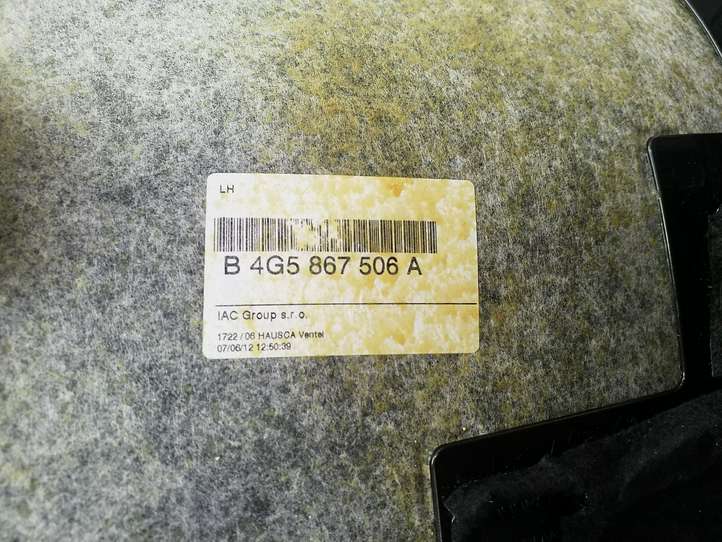 LH
B 4G5 867 506 A
IAC Group s.r.o.
1722 / 06 HAUSCA Ventel
07/06/12 12:50:39